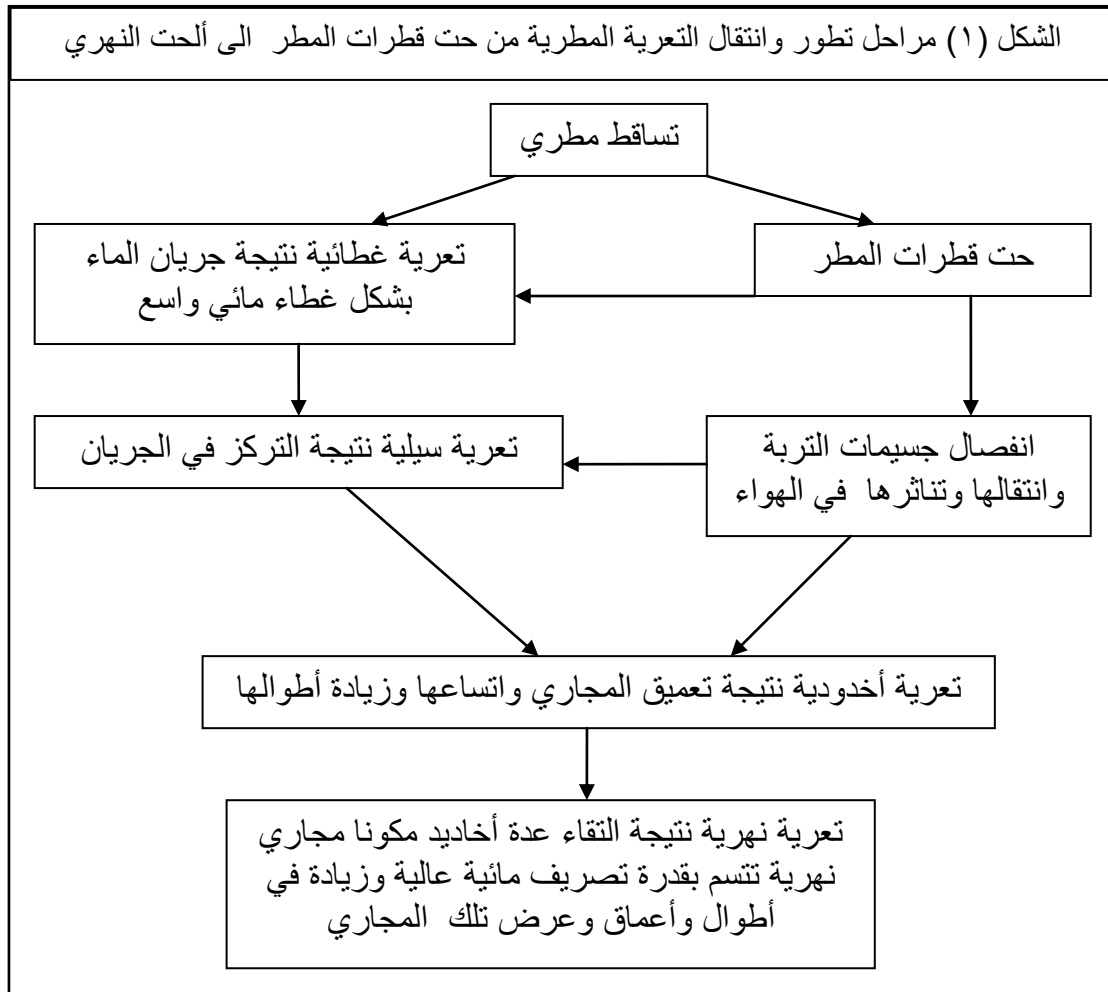 الشكل (١) مراحل تطور وانتقال التعرية المطرية من حت قطرات المطر الى ألحت النهري
تساقط مطري
حت قطرات المطر
تعرية غطائية نتيجة جريان الماء
بشكل غطاء مائي واسع
انفصال جسيمات التربة
وانتقالها وتناثرها في الهواء
تعرية سيلية نتيجة التركز في الجريان
تعرية أخدودية نتيجة تعميق المجاري واتساعها وزيادة أطوالها
تعرية نهرية نتيجة التقاء عدة أخاديد مكونا مجاري
نهرية تتسم بقدرة تصريف مائية عالية وزيادة في
أطوال وأعماق وعرض تلك المجاري